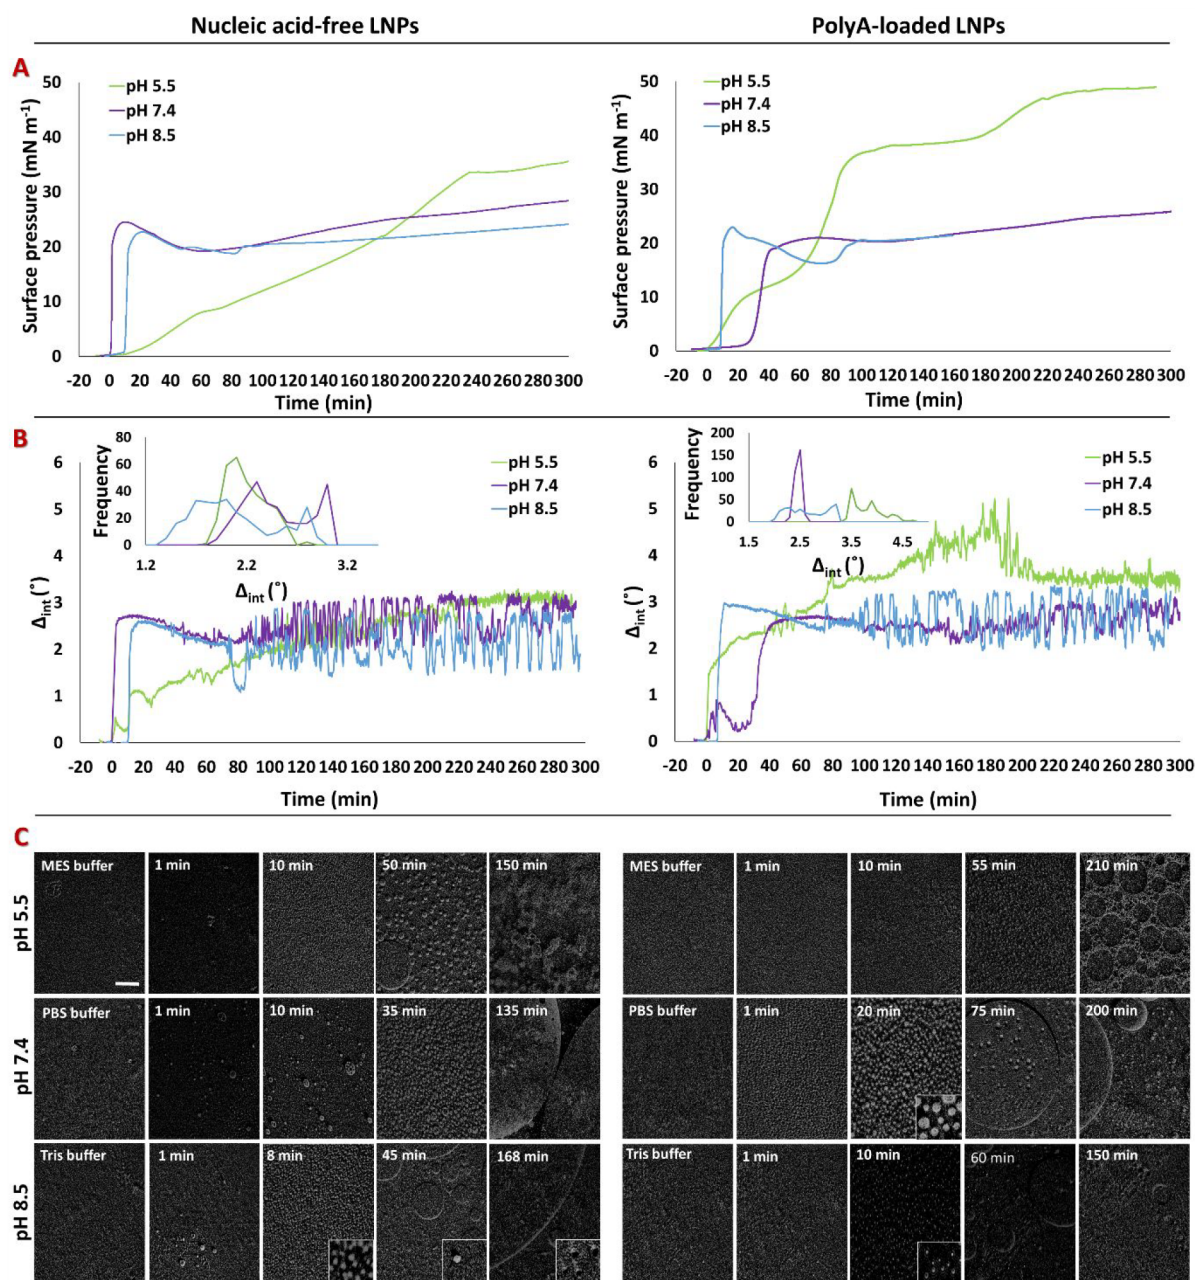 Nucleic acid-free LNPs
PolyA-loaded LNPs
A
Surface pressure (mN m-1)
50
40
30
20
10
0
pH 5.5
pH 7.4
pH 8.5
-20 0 20 40 60 80 100 120 140 160 180 200 220 240 260 280 300
Time (min)
Surface pressure (mN m-1)
50
40
30
20
10
0
pH 5.5
pH 7.4
pH 8.5
-20 0 20 40 60 80 100 120 140 160 180 200 220 240 260 280 300
Time (min)
B
Δint (°)
6
5
4
3
2
1
0
Frequency
80
60
40
20
0
1.2 2.2 3.2
Δint (°)
pH 5.5
pH 7.4
pH 8.5
-20 0 20 40 60 80 100 120 140 160 180 200 220 240 260 280 300
Time (min)
Δint (°)
6
5
4
3
2
1
0
Frequency
200
150
100
50
0
1.5 2.5 3.5 4.5
Δint (°)
pH 5.5
pH 7.4
pH 8.5
-20 0 20 40 60 80 100 120 140 160 180 200 220 240 260 280 300
Time (min)
C
pH 5.5
MES buffer 1 min 10 min 50 min 150 min
MES buffer 1 min 10 min 55 min 210 min
pH 7.4
PBS buffer 1 min 10 min 35 min 135 min
PBS buffer 1 min 20 min 75 min 200 min
pH 8.5
Tris buffer 1 min 8 min 45 min 168 min
Tris buffer 1 min 10 min 60 min 150 min